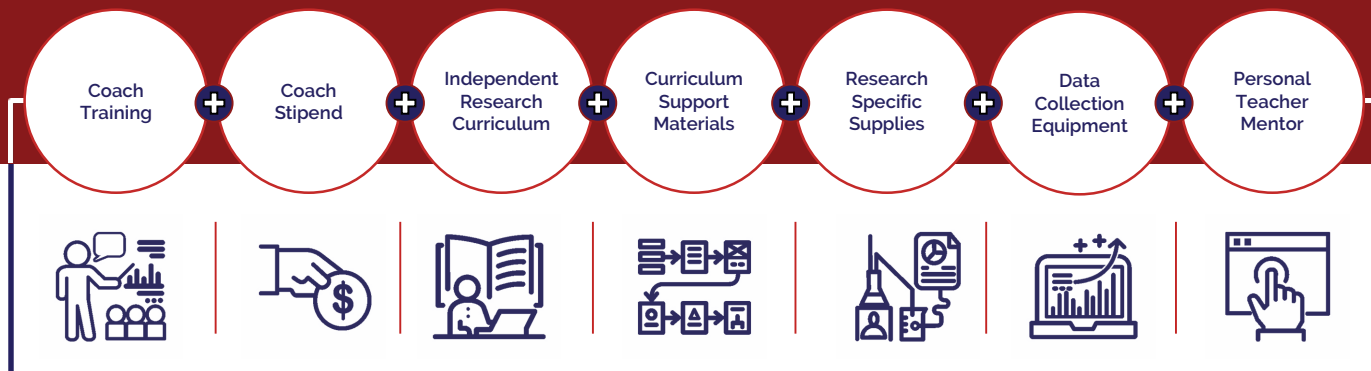 Coach
Training
Coach
Stipend
Independent
Research
Curriculum
Curriculum
Support
Materials
Research
Specific
Supplies
Data
Collection
Equipment
Personal
Teacher
Mentor
$